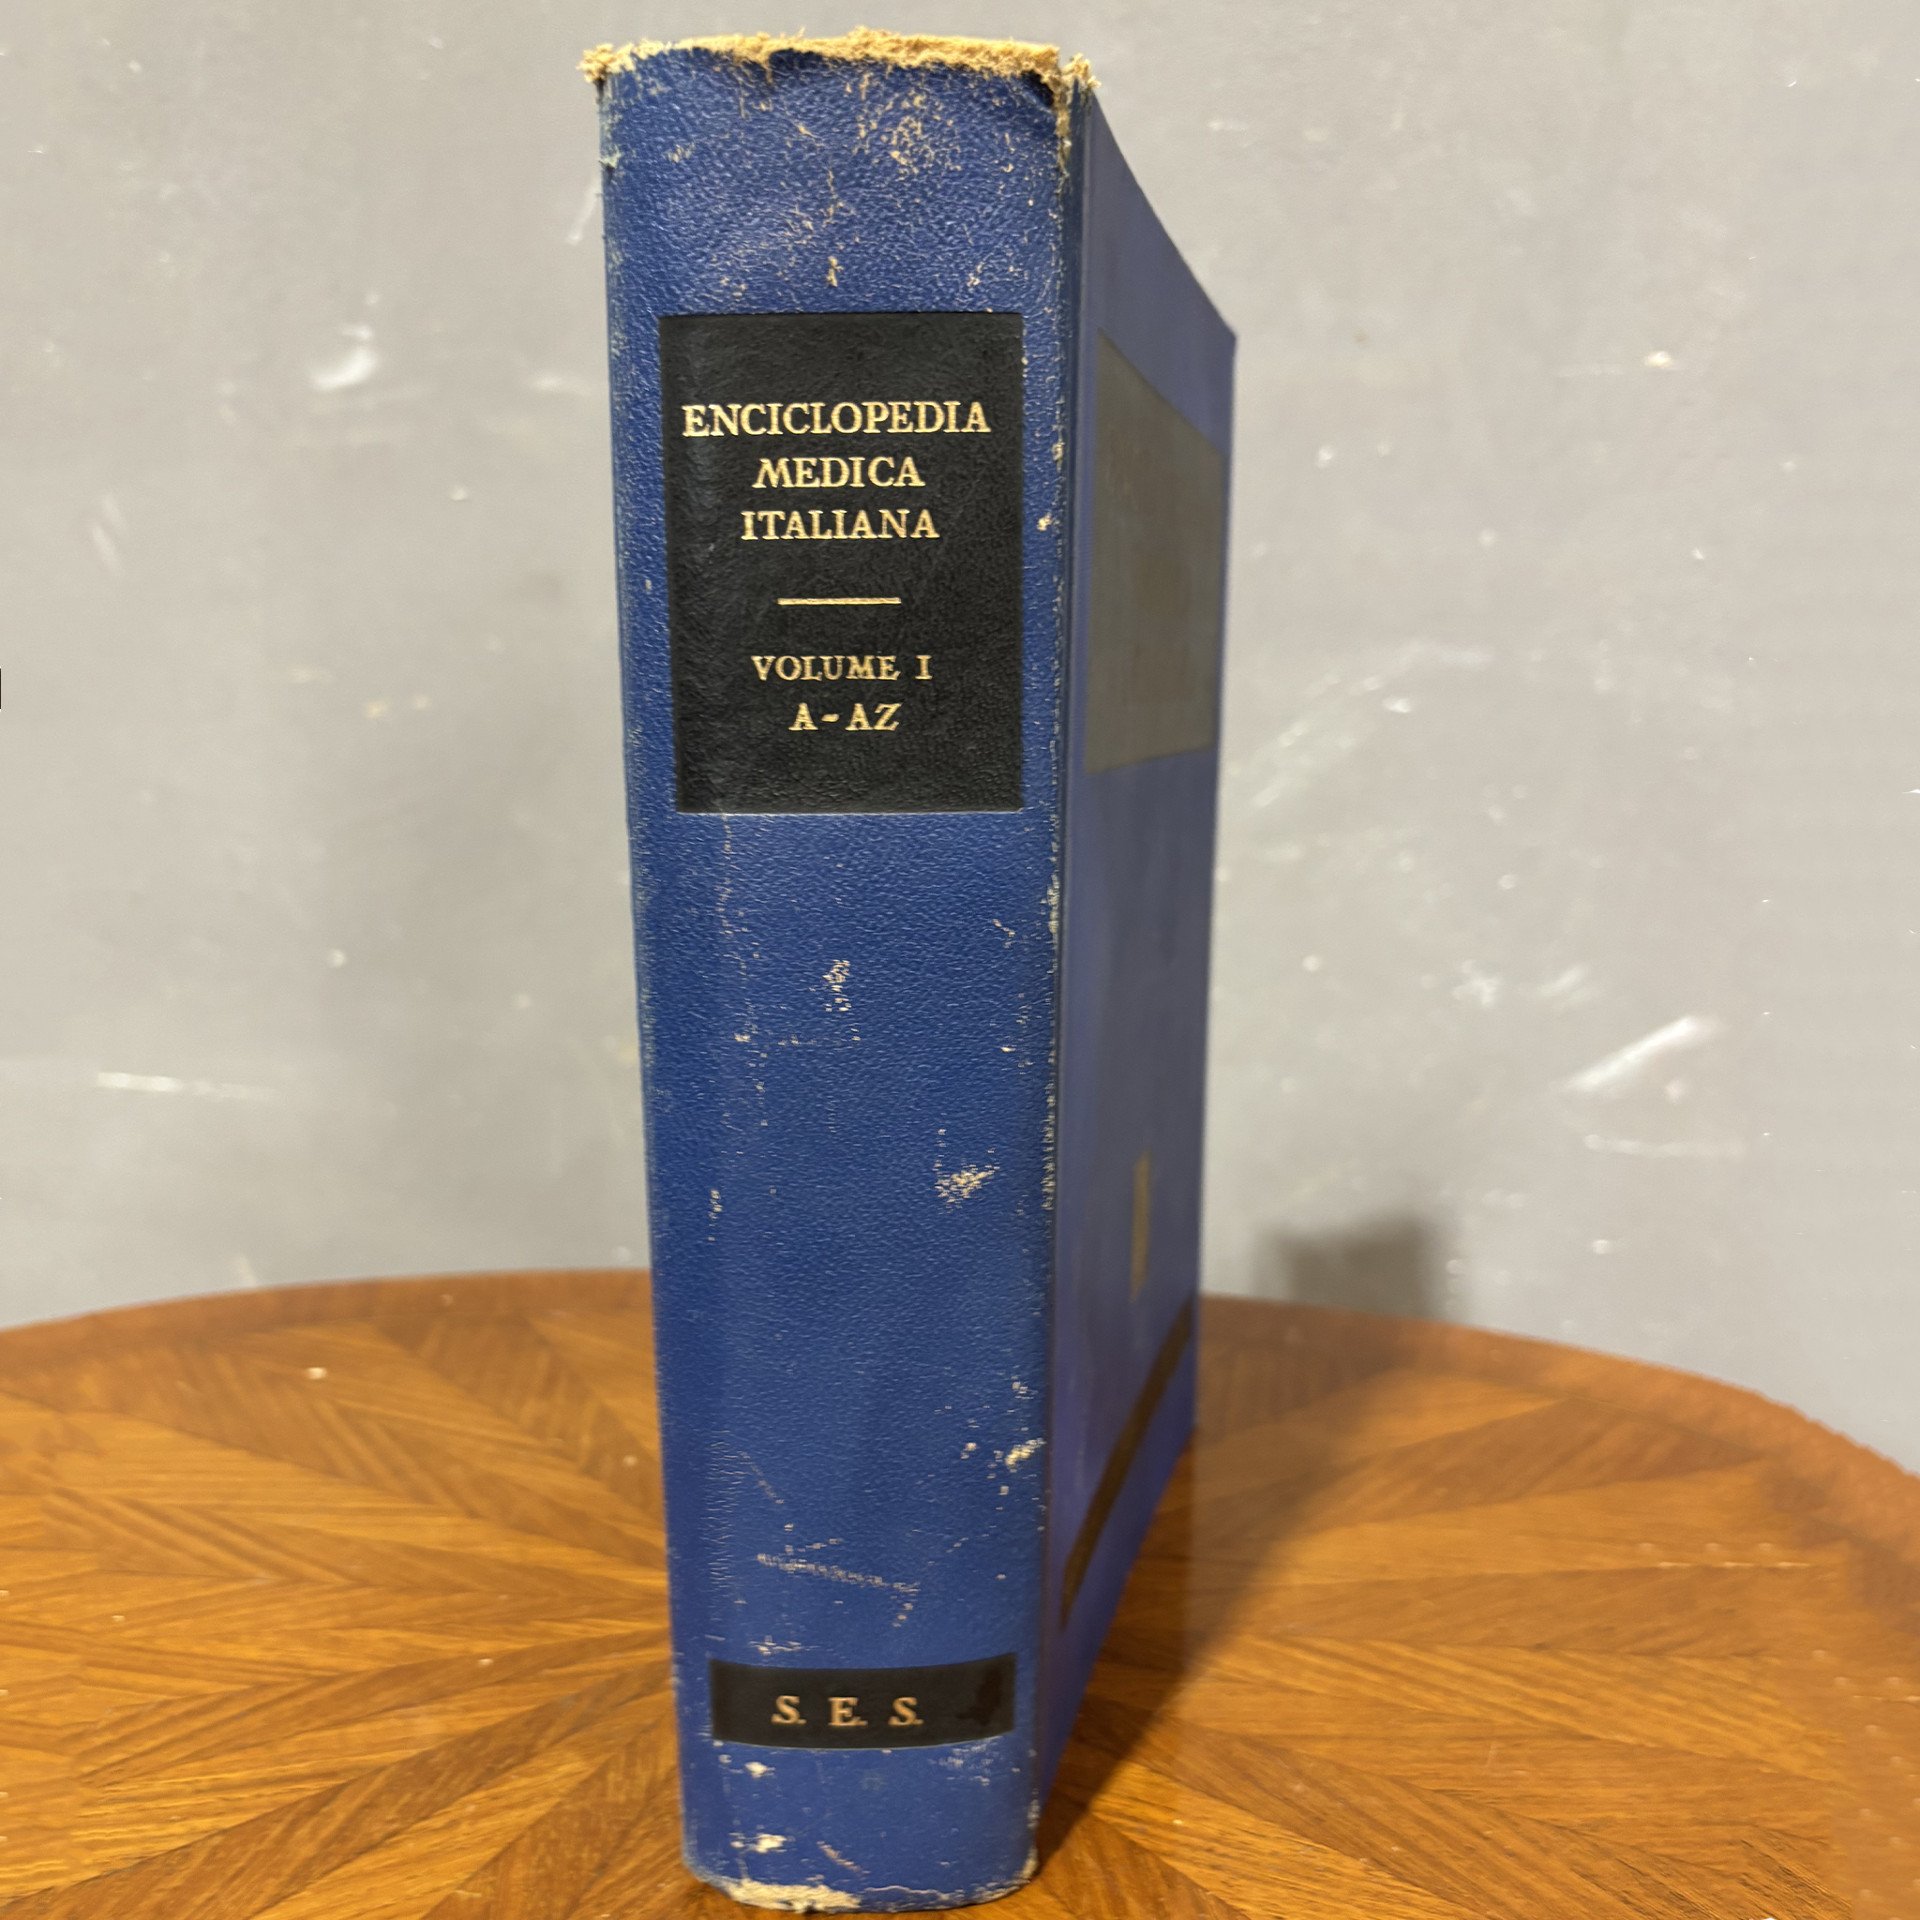 ENCICLOPEDIA
MEDICA
ITALIANA
VOLUME I
A-AZ
S. E. S.